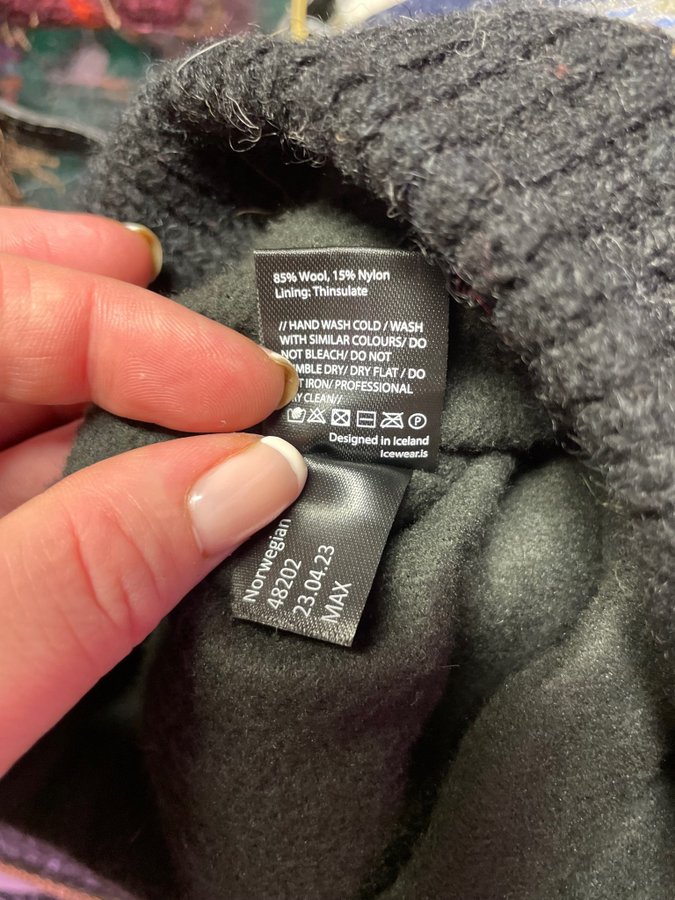 85% Wool, 15% Nylon
Lining: Thinsulate
// HAND WASH COLD / WASH
WITH SIMILAR COLOURS/ DO
NOT BLEACH/ DO NOT
MBLE DRY/ DRY FLAT / DO
T IRON/ PROFESSIONAL
Y CLEAN//
P
Designed in Iceland
Icewear.is
Norwegian
48202
23.04.23
MAX